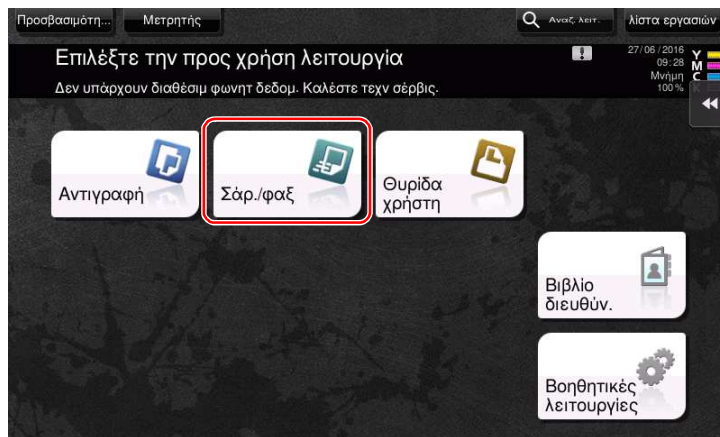 Προσβασιμότη... Μετρητής Αναζ. λειτ. λίστα εργασιών
Επιλέξτε την προς χρήση λειτουργία
Δεν υπάρχουν διαθέσιμ φωνητ δεδομ. Καλέστε τεχν σέρβις.
27/06/2016
09:28
Μνήμη
100%
Y
M
C
K
Αντιγραφή
Σάρ./φαξ
Θυρίδα
χρήστη
Βιβλίο
διευθύν.
Βοηθητικές
λειτουργίες